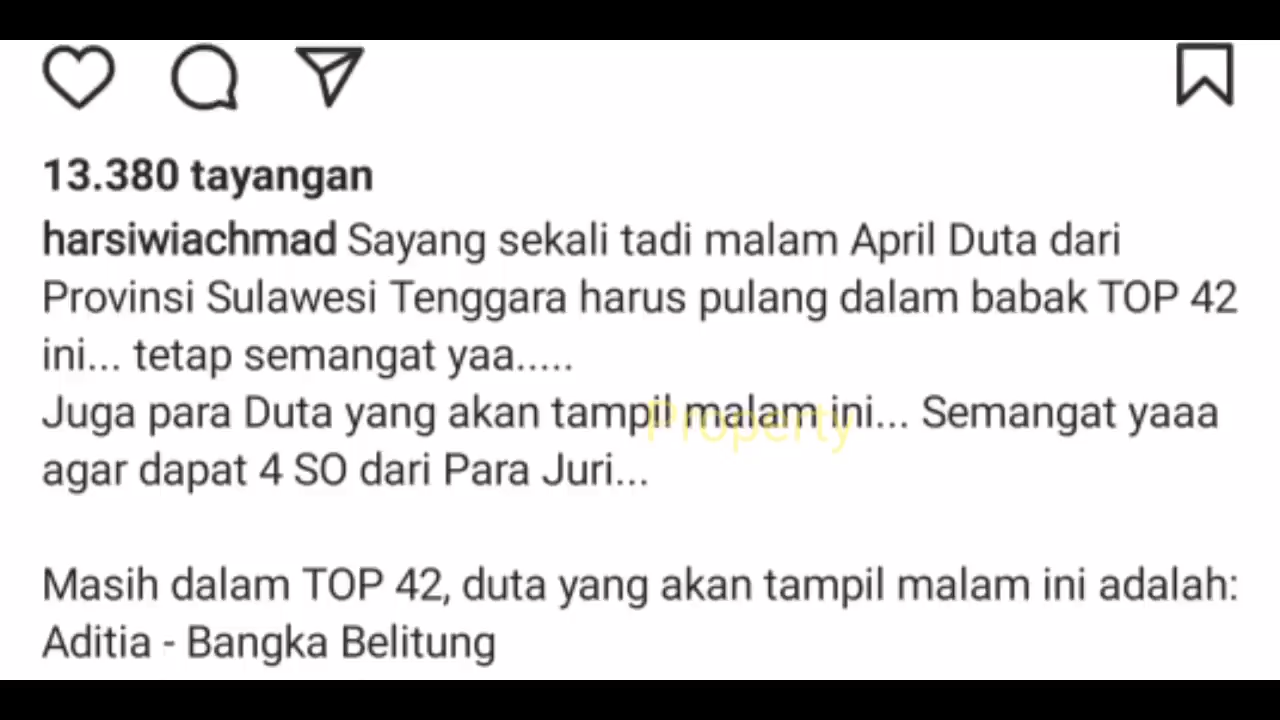 13.380 tayangan
harsiwiachmad Sayang sekali tadi malam April Duta dari
Provinsi Sulawesi Tenggara harus pulang dalam babak TOP 42
ini... tetap semangat yaa.....
Juga para Duta yang akan tampil malam ini... Semangat yaaa
Property
agar dapat 4 SO dari Para Juri...
Masih dalam TOP 42, duta yang akan tampil malam ini adalah:
Aditia - Bangka Belitung